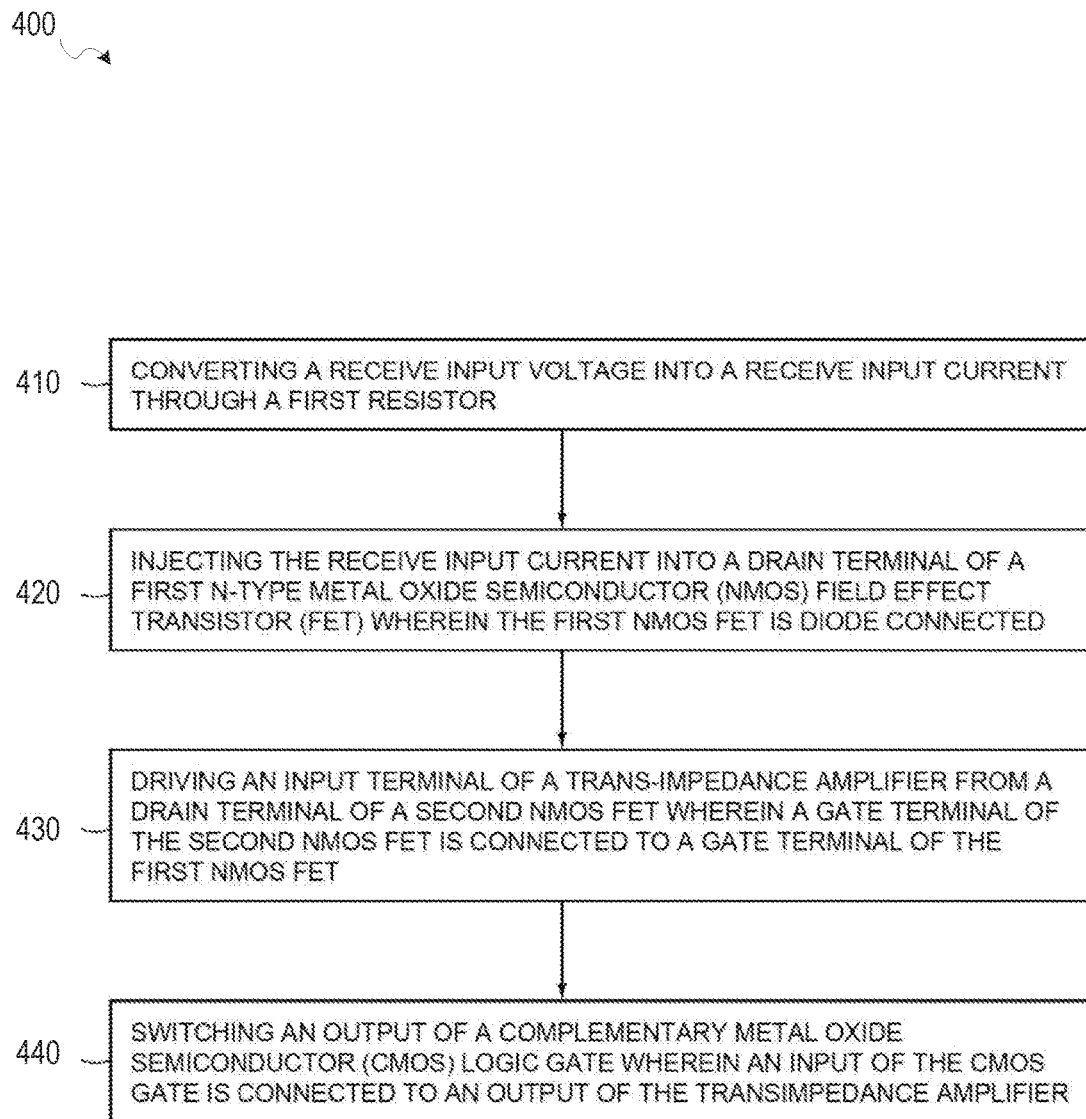 400
410
CONVERTING A RECEIVE INPUT VOLTAGE INTO A RECEIVE INPUT CURRENT
THROUGH A FIRST RESISTOR
420
INJECTING THE RECEIVE INPUT CURRENT INTO A DRAIN TERMINAL OF A
FIRST N-TYPE METAL OXIDE SEMICONDUCTOR (NMOS) FIELD EFFECT
TRANSISTOR (FET) WHEREIN THE FIRST NMOS FET IS DIODE CONNECTED
430
DRIVING AN INPUT TERMINAL OF A TRANS-IMPEDANCE AMPLIFIER FROM A
DRAIN TERMINAL OF A SECOND NMOS FET WHEREIN A GATE TERMINAL OF
THE SECOND NMOS FET IS CONNECTED TO A GATE TERMINAL OF THE
FIRST NMOS FET
440
SWITCHING AN OUTPUT OF A COMPLEMENTARY METAL OXIDE
SEMICONDUCTOR (CMOS) LOGIC GATE WHEREIN AN INPUT OF THE CMOS
GATE IS CONNECTED TO AN OUTPUT OF THE TRANSIMPEDANCE AMPLIFIER